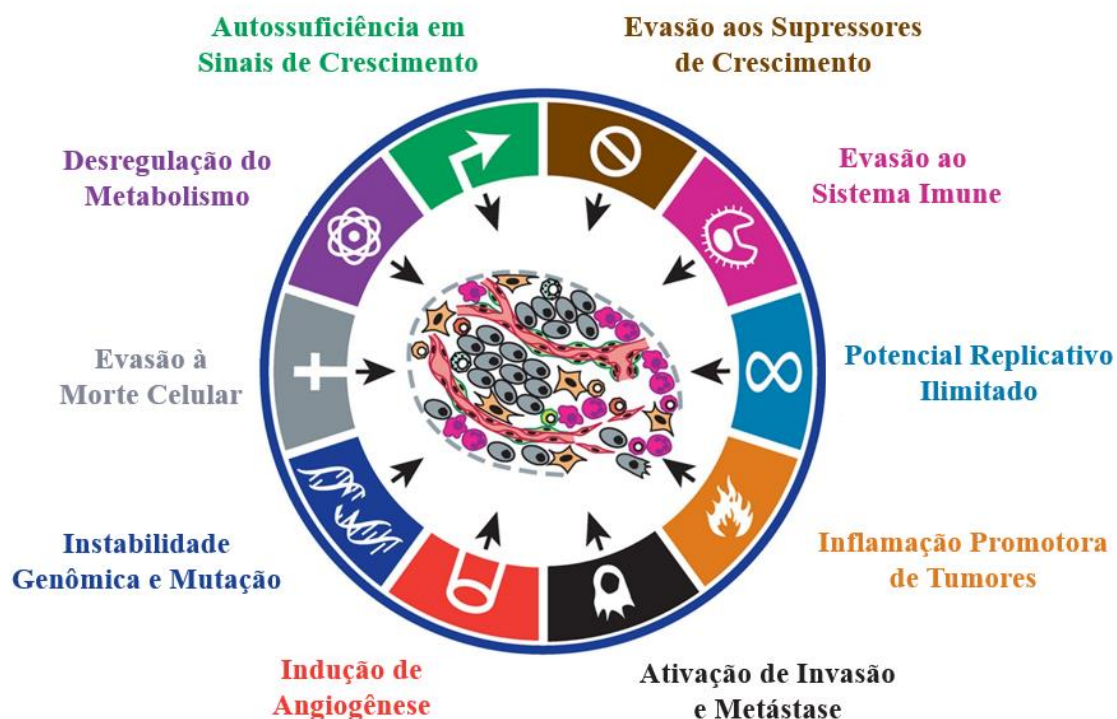 Autossuficiência em
Sinais de Crescimento
Evasão aos Supressores
de Crescimento
Desregulação do
Metabolismo
Evasão ao
Sistema Imune
Evasão à
Morte Celular
Potencial Replicativo
Ilimitado
Instabilidade
Genômica e Mutação
Inflamação Promotora
de Tumores
Indução de
Angiogênese
Ativação de Invasão
e Metástase